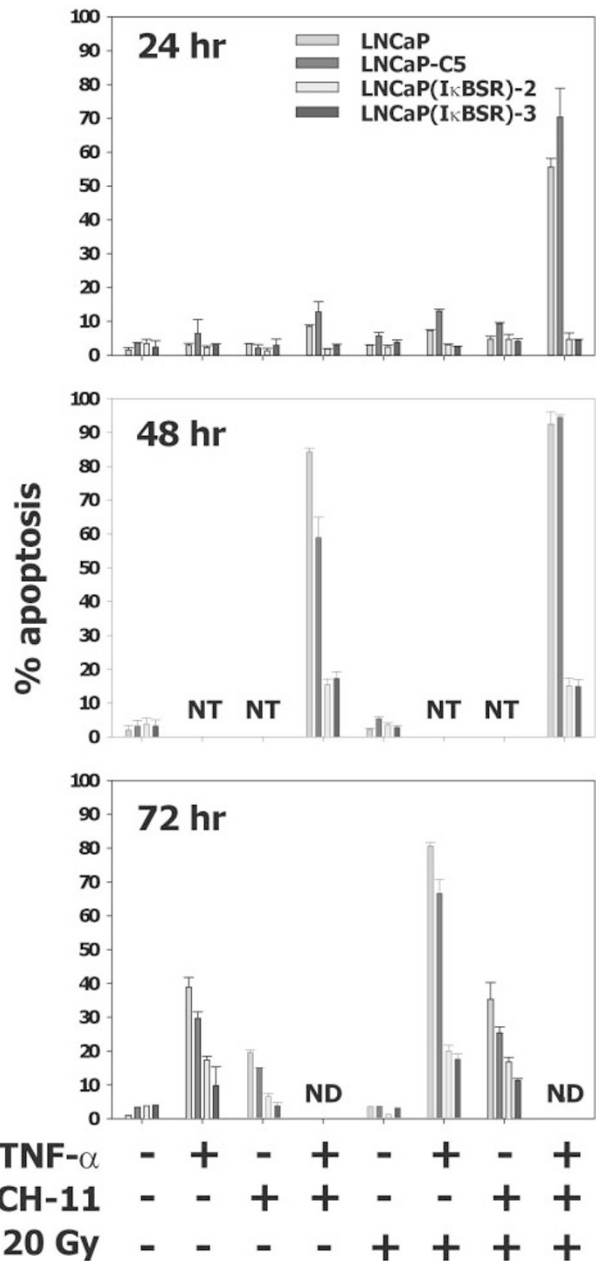 100
90
80
70
60
50
40
30
20
10
0
24 hr
LNCaP
LNCaP-C5
LNCaP(IκBSR)-2
LNCaP(IκBSR)-3
100
90
80
70
60
50
40
30
20
10
0
48 hr
NT NT NT NT
% apoptosis
100
90
80
70
60
50
40
30
20
10
0
72 hr
ND ND
TNF-α - + - + - + - +
CH-11 - - + + - - + +
20 Gy - - - - + + + +